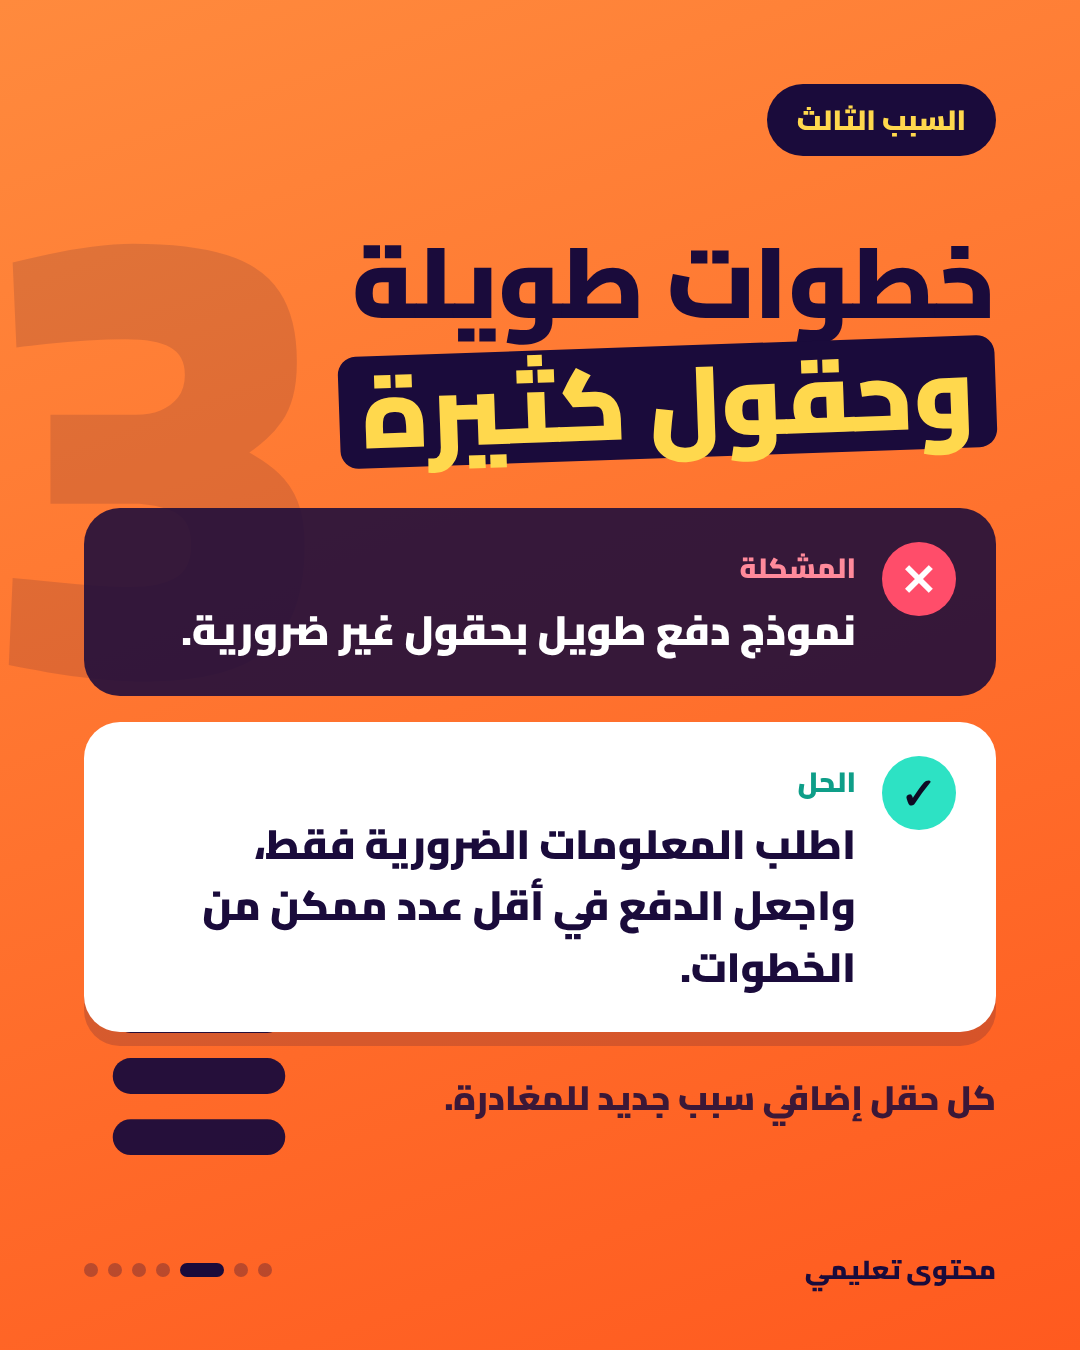 السبب الثالث
خطوات طويلة
وحقول كثيرة
3
المشكلة
نموذج دفع طويل بحقول غير ضرورية.
الحل
اطلب المعلومات الضرورية فقط،
واجعل الدفع في أقل عدد ممكن من
الخطوات.
كل حقل إضافي سبب جديد للمغادرة.
محتوى تعليمي